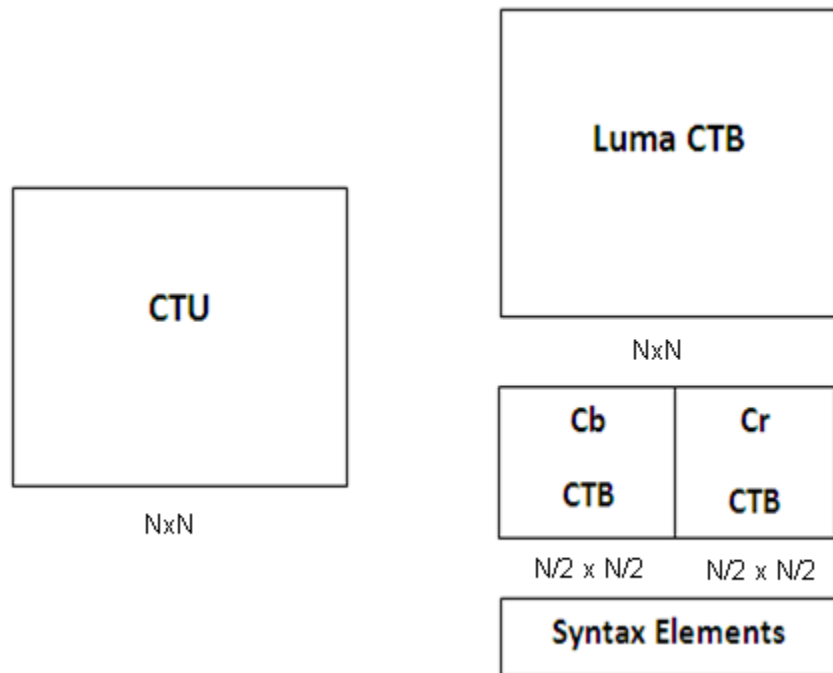 CTU
NxN
Luma CTB
NxN
Cb
CTB
Cr
CTB
N/2 x N/2
N/2 x N/2
Syntax Elements